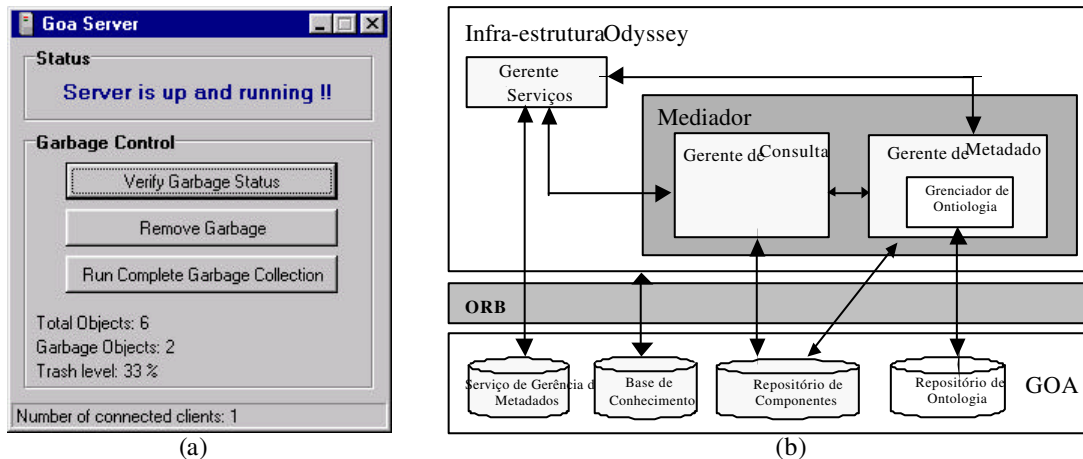 Goa Server
Status
Server is up and running !!
Garbage Control
Verify Garbage Status
Remove Garbage
Run Complete Garbage Collection
Total Objects: 6
Garbage Objects: 2
Trash level: 33 %
Number of connected clients: 1
(a)
Infra-estruturaOdyssey
Gerente
Serviços
Mediador
Gerente de Consulta
Gerente de Metadado
Grenciador de
Ontiologia
ORB
Serviço de Gerência d
Metadados
Base de
Conhecimento
Repositório de
Componentes
Repositório de
Ontologia
GOA
(b)